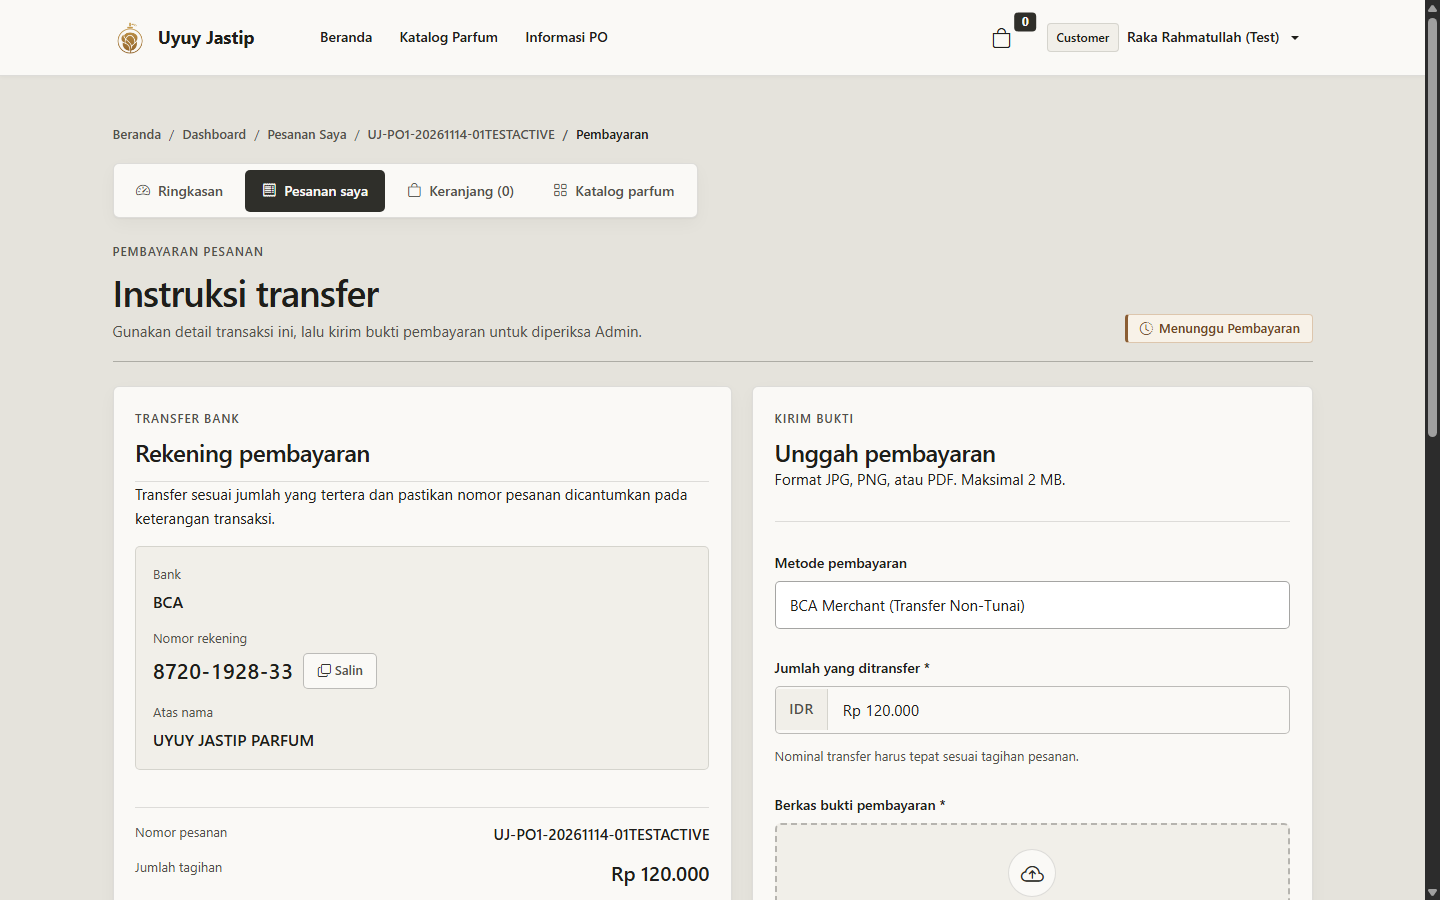 Uyuy Jastip
Beranda
Katalog Parfum
Informasi PO
0
Customer
Raka Rahmatullah (Test)
Beranda / Dashboard / Pesanan Saya / UJ-PO1-20261114-01TESTACTIVE / Pembayaran
Ringkasan
Pesanan saya
Keranjang (0)
Katalog parfum
PEMBAYARAN PESANAN
Instruksi transfer
Gunakan detail transaksi ini, lalu kirim bukti pembayaran untuk diperiksa Admin.
Menunggu Pembayaran
TRANSFER BANK
Rekening pembayaran
Transfer sesuai jumlah yang tertera dan pastikan nomor pesanan dicantumkan pada
keterangan transaksi.
Bank
BCA
Nomor rekening
8720-1928-33
Salin
Atas nama
UYUY JASTIP PARFUM
Nomor pesanan
UJ-PO1-20261114-01TESTACTIVE
Jumlah tagihan
Rp 120.000
KIRIM BUKTI
Unggah pembayaran
Format JPG, PNG, atau PDF. Maksimal 2 MB.
Metode pembayaran
BCA Merchant (Transfer Non-Tunai)
Jumlah yang ditransfer *
IDR
Rp 120.000
Nominal transfer harus tepat sesuai tagihan pesanan.
Berkas bukti pembayaran *